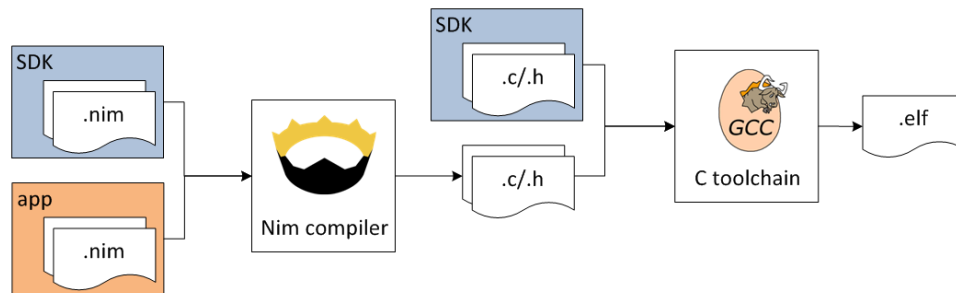 SDK
.nim
app
.nim
Nim compiler
SDK
.c/.h
.c/.h
GCC
C toolchain
.elf